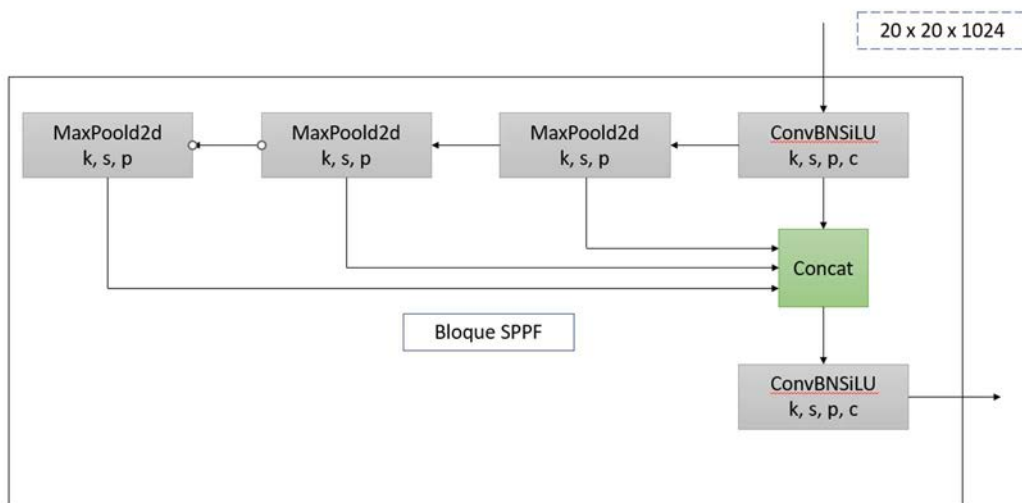 20 x 20 x 1024
MaxPoold2d
k, s, p
MaxPoold2d
k, s, p
MaxPoold2d
k, s, p
ConvBNSiLU
k, s, p, c
Concat
Bloque SPPF
ConvBNSiLU
k, s, p, c